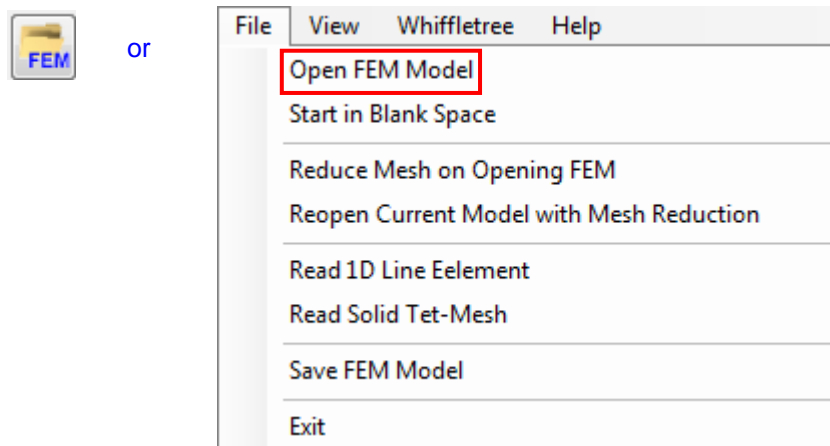 FEM
or
File View Whiffletree Help
Open FEM Model
Start in Blank Space
Reduce Mesh on Opening FEM
Reopen Current Model with Mesh Reduction
Read 1D Line Eelement
Read Solid Tet-Mesh
Save FEM Model
Exit